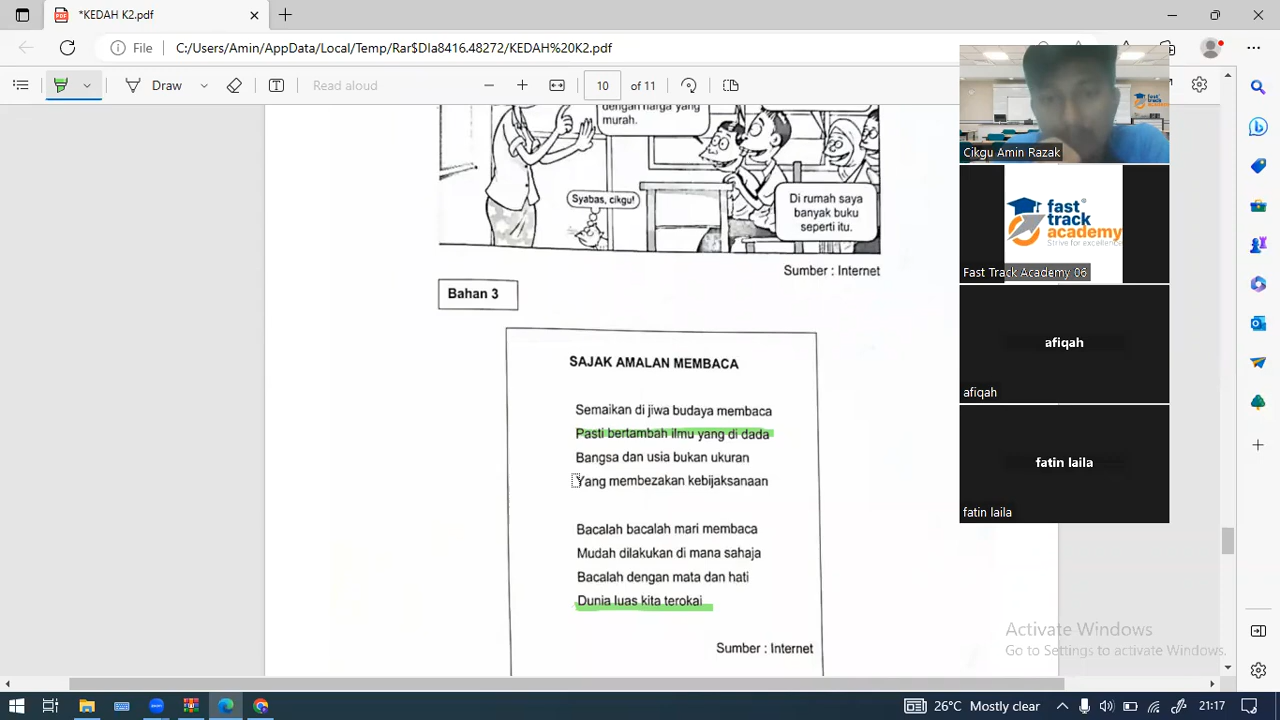 *KEDAH K2.pdf
File
C:/Users/Amin/AppData/Local/Temp/Rar$DIa8416.48272/KEDAH%20K2.pdf
Draw
Read aloud
10
of 11
dengan harga yang
murah.
Syabas, cikgu!
Di rumah saya
banyak buku
seperti itu.
Sumber : Internet
Bahan 3
SAJAK AMALAN MEMBACA
Semaikan di jiwa budaya membaca
Pasti bertambah ilmu yang di dada
Bangsa dan usia bukan ukuran
Yang membezakan kebijaksanaan
Bacalah bacalah mari membaca
Mudah dilakukan di mana sahaja
Bacalah dengan mata dan hati
Dunia luas kita terokai
Sumber : Internet
fast
track
Cikgu Amin Razak
fast
track
academy
Strive for excellence
Fast Track Academy 06
afiqah
afiqah
fatin laila
fatin laila
Activate Windows
Go to Settings to activate Windows.
26°C Mostly clear
21:17